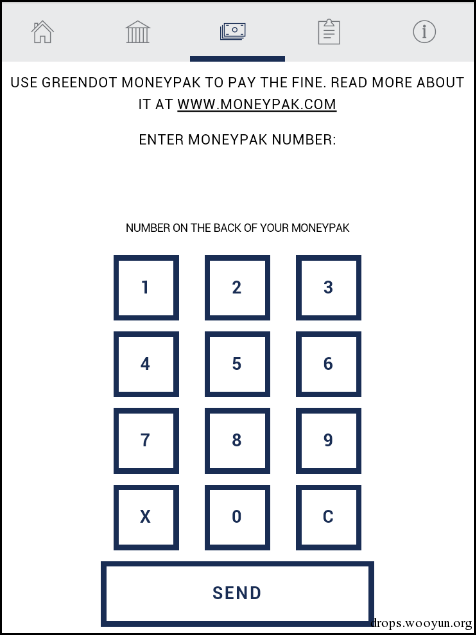 USE GREENDOT MONEYPAK TO PAY THE FINE. READ MORE ABOUT
IT AT WWW.MONEYPAK.COM
ENTER MONEYPAK NUMBER:
NUMBER ON THE BACK OF YOUR MONEYPAK
1 2 3
4 5 6
7 8 9
X 0 C
SEND
drops.wooyun.org